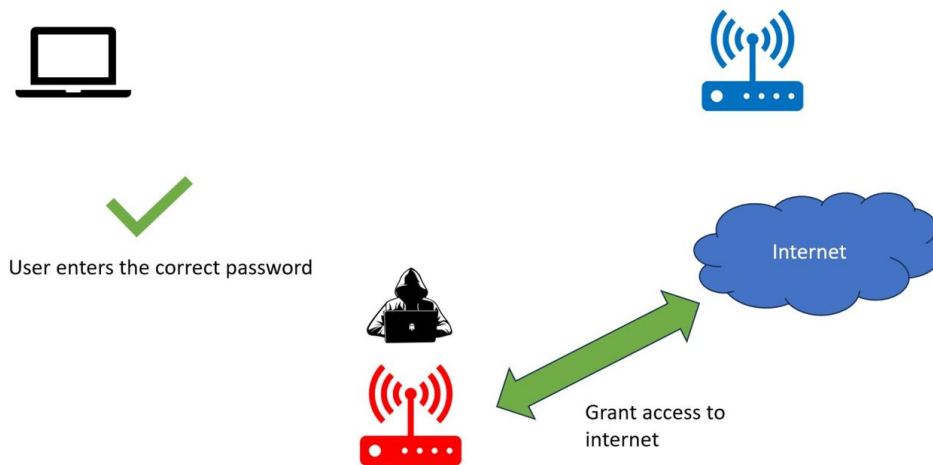 Internet
User enters the correct password
Grant access to
internet